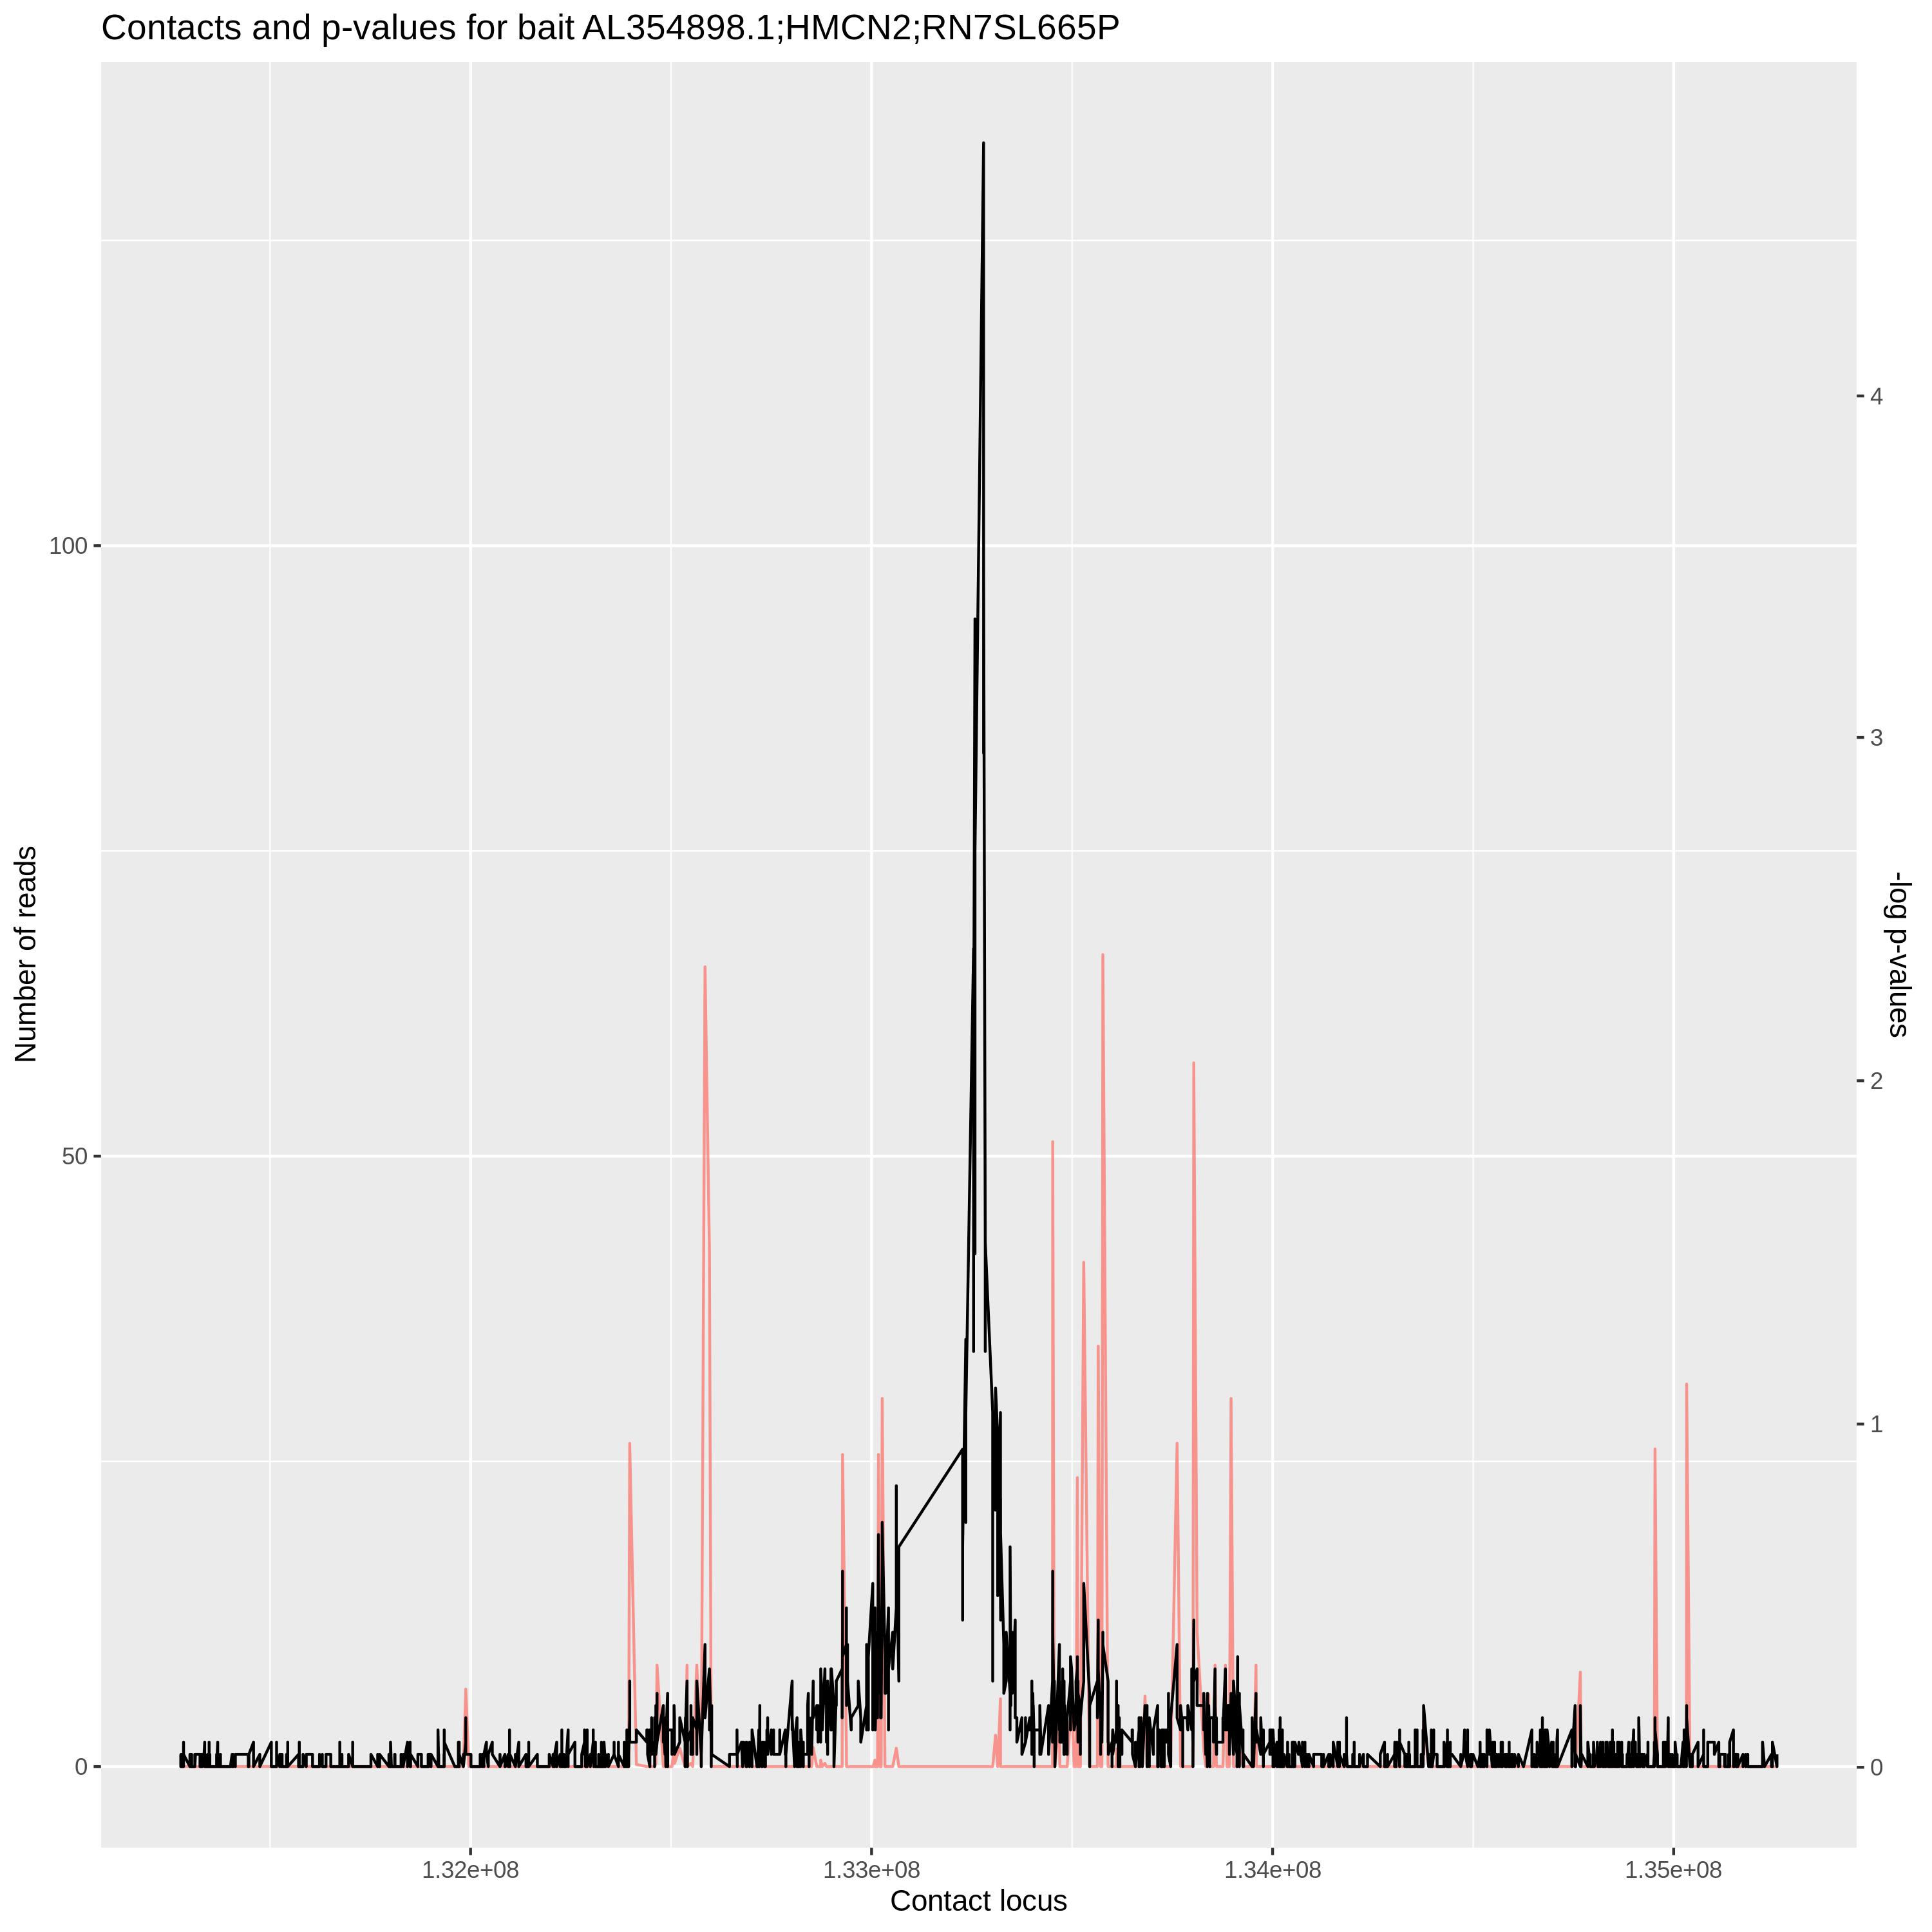 Contacts and p-values for bait AL354898.1;HMCN2;RN7SL665P
Number of reads
100
50
0
4
3
2
1
0
-log p-values
1.32e+08
1.33e+08
1.34e+08
1.35e+08
Contact locus